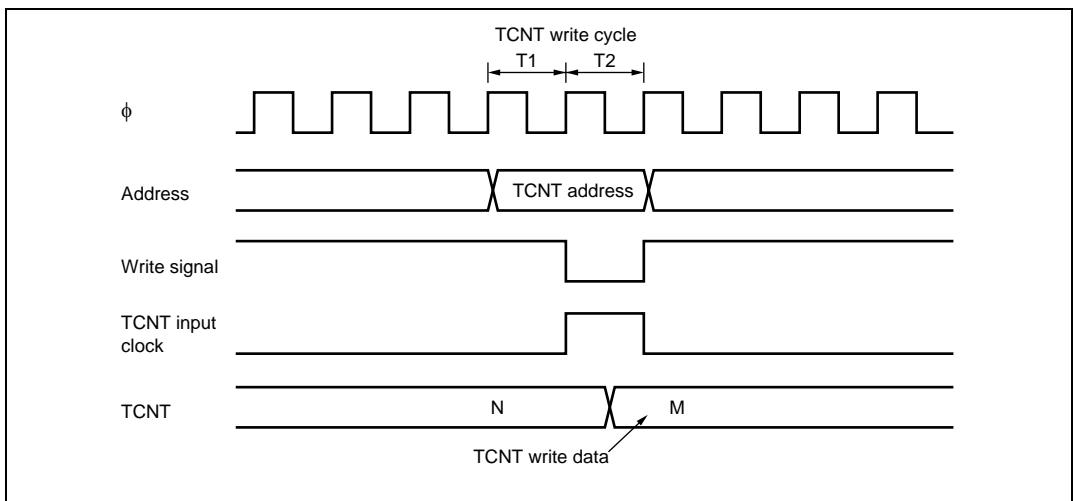 TCNT write cycle
T1
T2
ϕ
Address
TCNT address
Write signal
TCNT input
clock
TCNT
N
M
TCNT write data